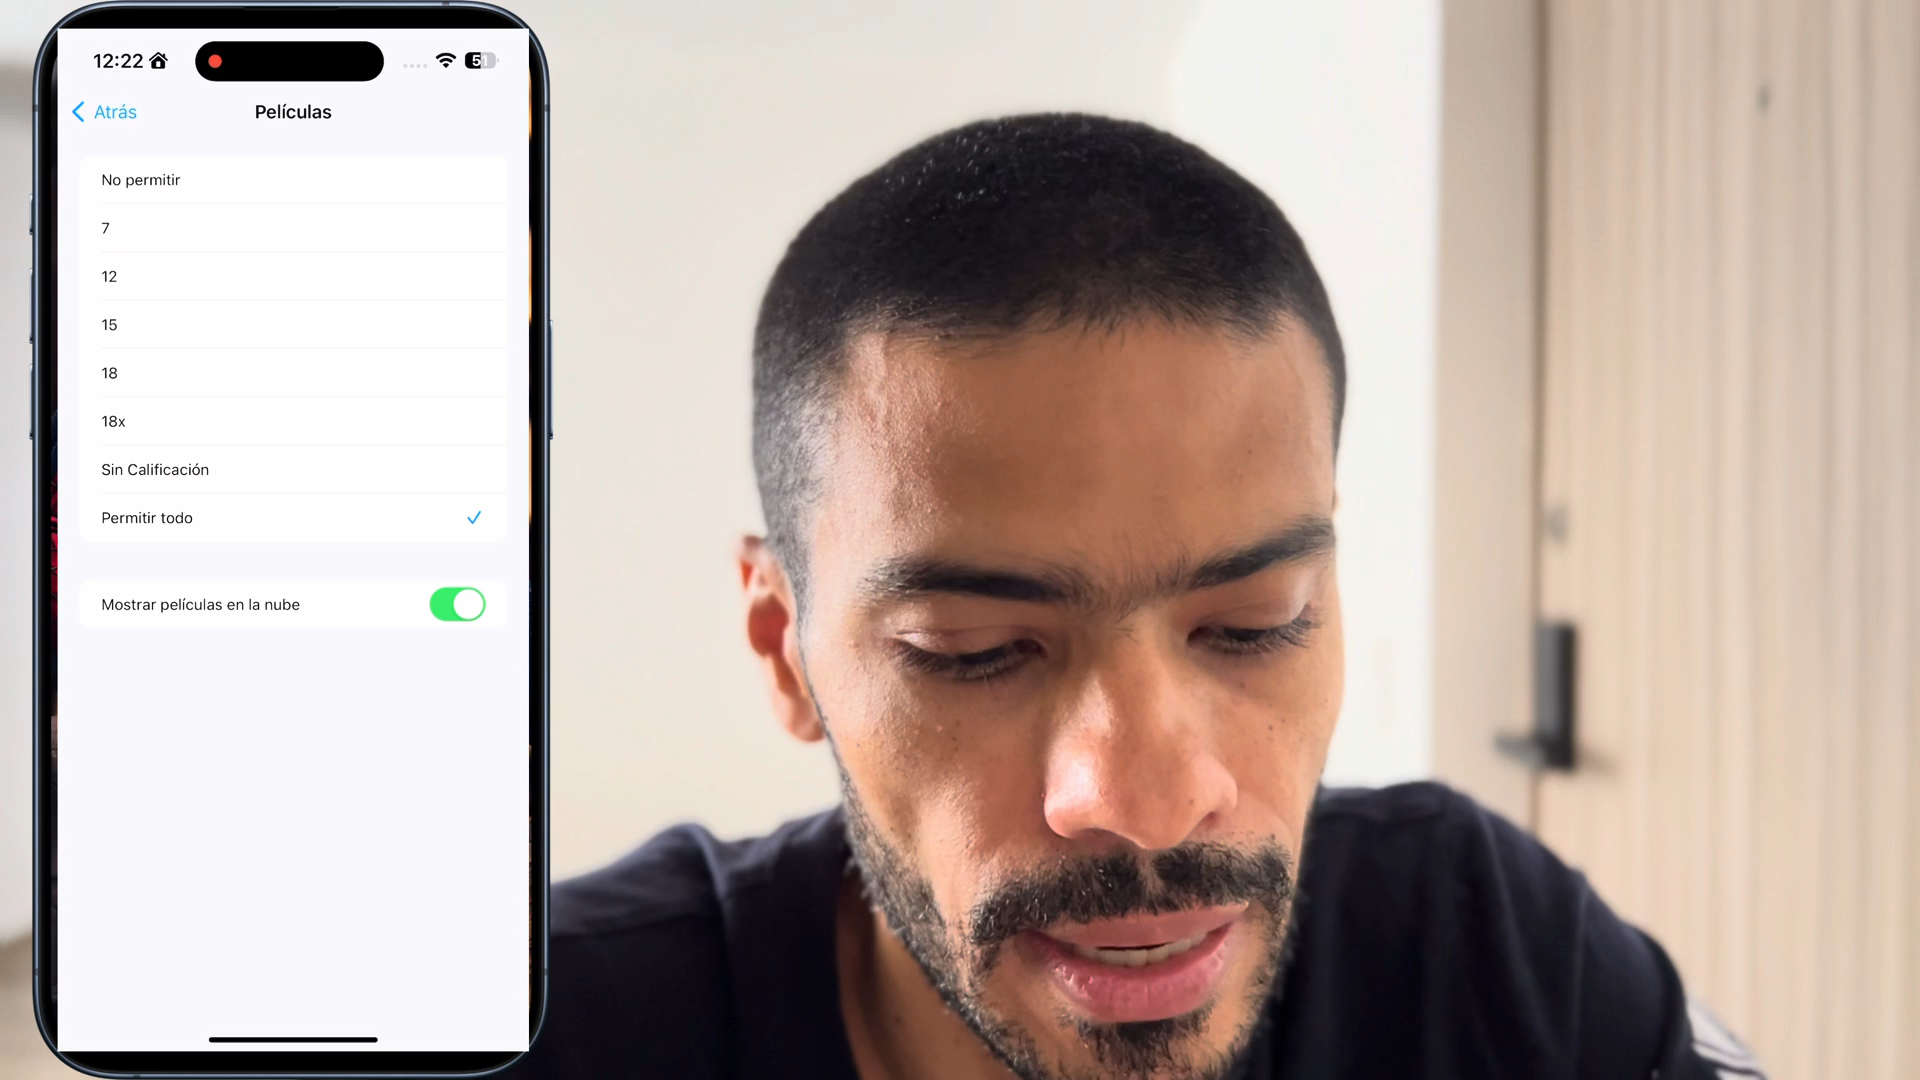 12:22
51
Atrás
Películas
No permitir
7
12
15
18
18x
Sin Calificación
Permitir todo
Mostrar películas en la nube